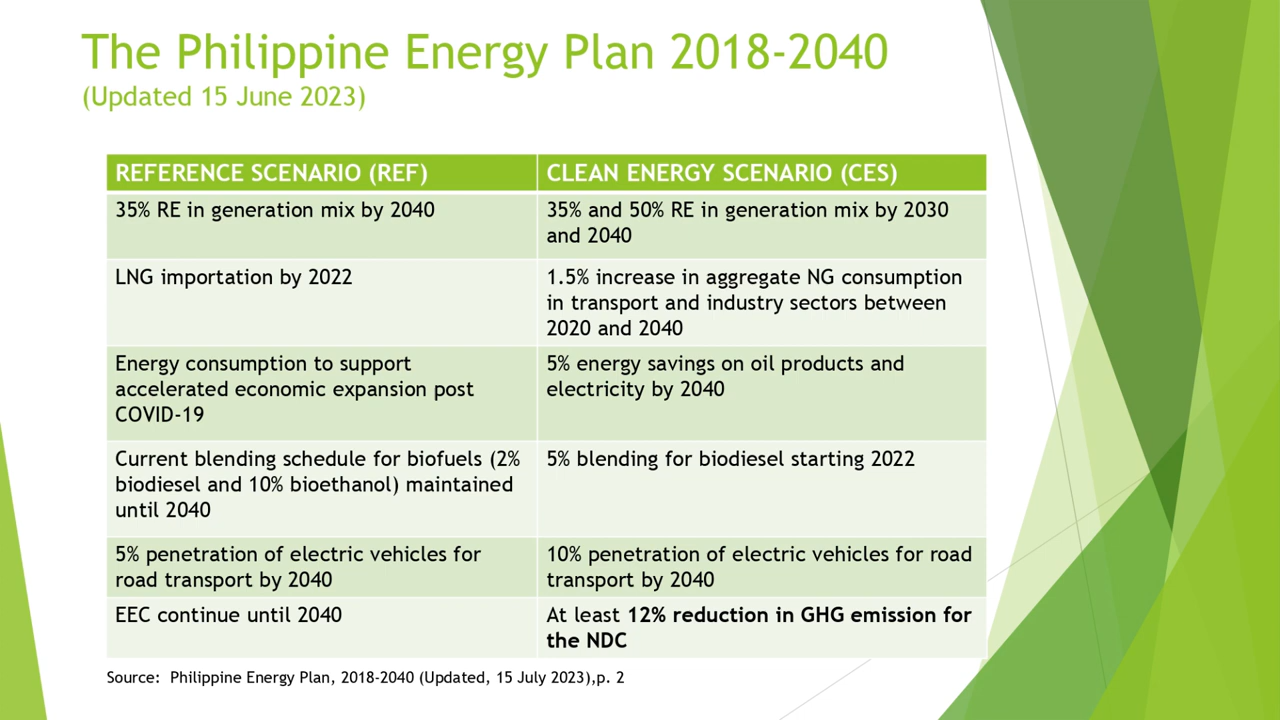 The Philippine Energy Plan 2018-2040
(Updated 15 June 2023)
REFERENCE SCENARIO (REF)
CLEAN ENERGY SCENARIO (CES)
35% RE in generation mix by 2040
35% and 50% RE in generation mix by 2030
and 2040
LNG importation by 2022
1.5% increase in aggregate NG consumption
in transport and industry sectors between
2020 and 2040
Energy consumption to support
accelerated economic expansion post
COVID-19
5% energy savings on oil products and
electricity by 2040
Current blending schedule for biofuels (2%
biodiesel and 10% bioethanol) maintained
until 2040
5% blending for biodiesel starting 2022
5% penetration of electric vehicles for
road transport by 2040
10% penetration of electric vehicles for road
transport by 2040
EEC continue until 2040
At least 12% reduction in GHG emission for
the NDC
Source:  Philippine Energy Plan, 2018-2040 (Updated, 15 July 2023),p. 2